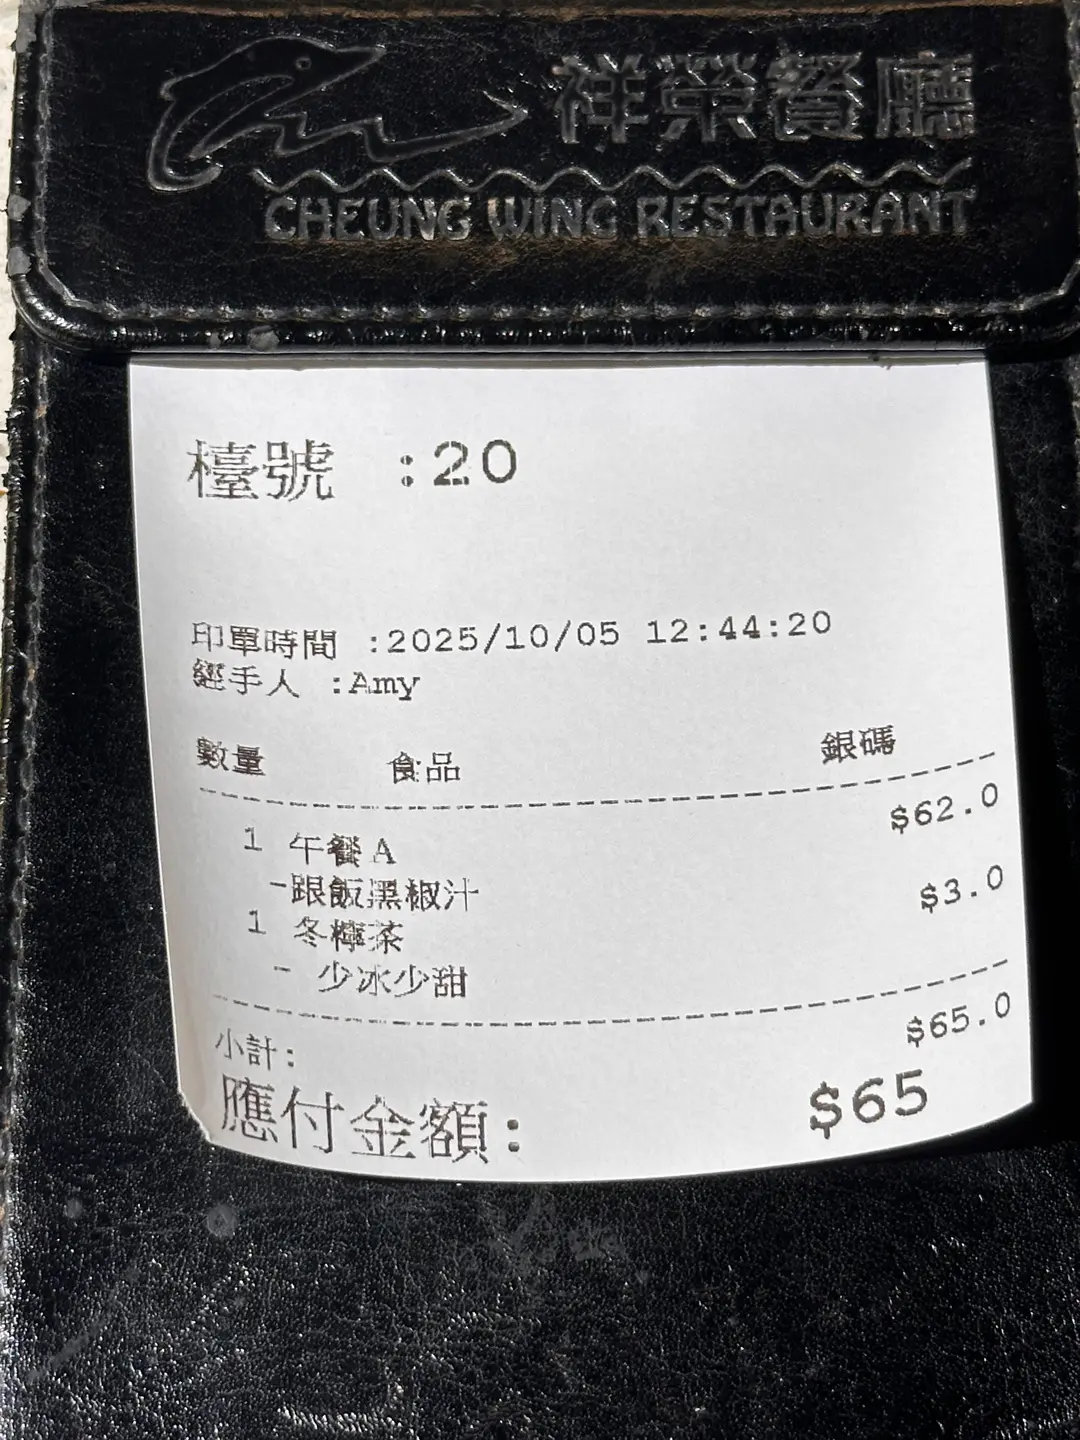 祥榮餐廳
CHEUNG WING RESTAURANT
檯號 :20
印單時間 :2025/10/05 12:44:20
經手人 :Amy
數量 食品 銀碼
1 午餐A $62.0
-跟飯黑椒汁
1 冬檸茶 $3.0
- 少冰少甜
小計: $65.0
應付金額: $65